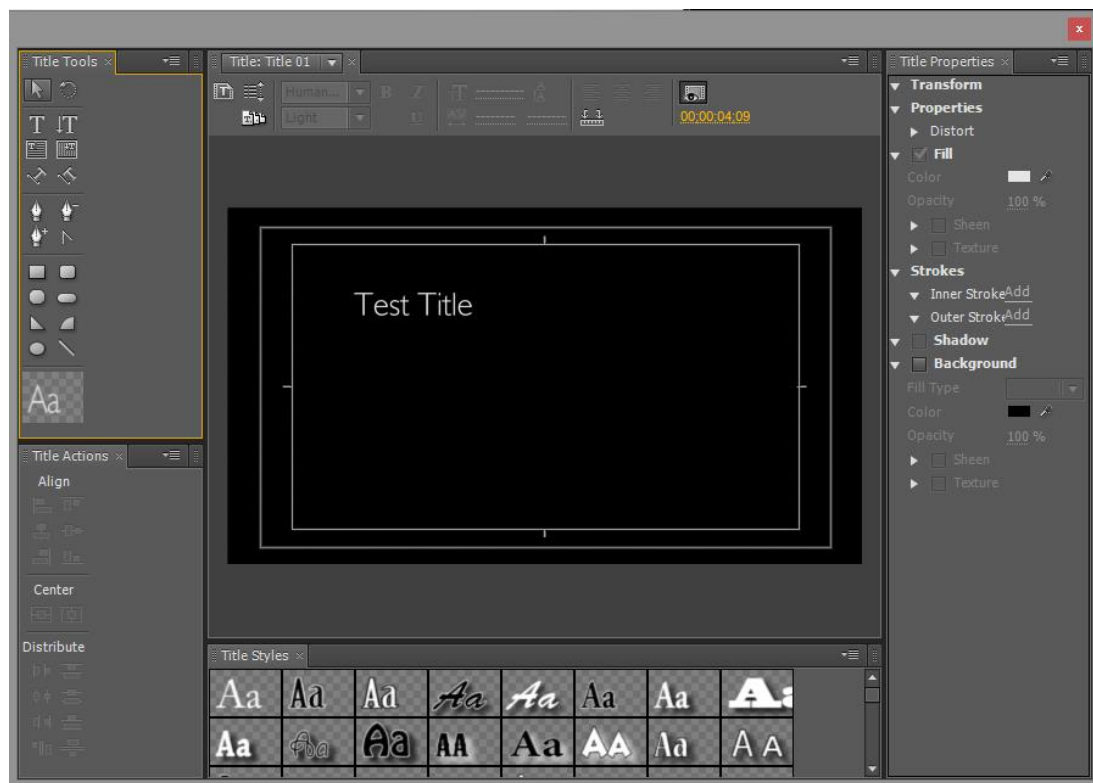 Title Tools
Title: Title 01
Title Properties
Human...
B I T
Light
U
00;00;04;09
T IT
Transform
Properties
Distort
Fill
Color
Opacity 100 %
Sheen
Texture
Strokes
Inner Stroke Add
Outer Stroke Add
Shadow
Background
Fill Type
Color
Opacity 100 %
Sheen
Texture
Test Title
Aa
Title Actions
Align
Center
Distribute
Title Styles
Aa Aa Aa Aa Aa Aa Aa Aa
Aa Aa AA Aa AA Aa A A